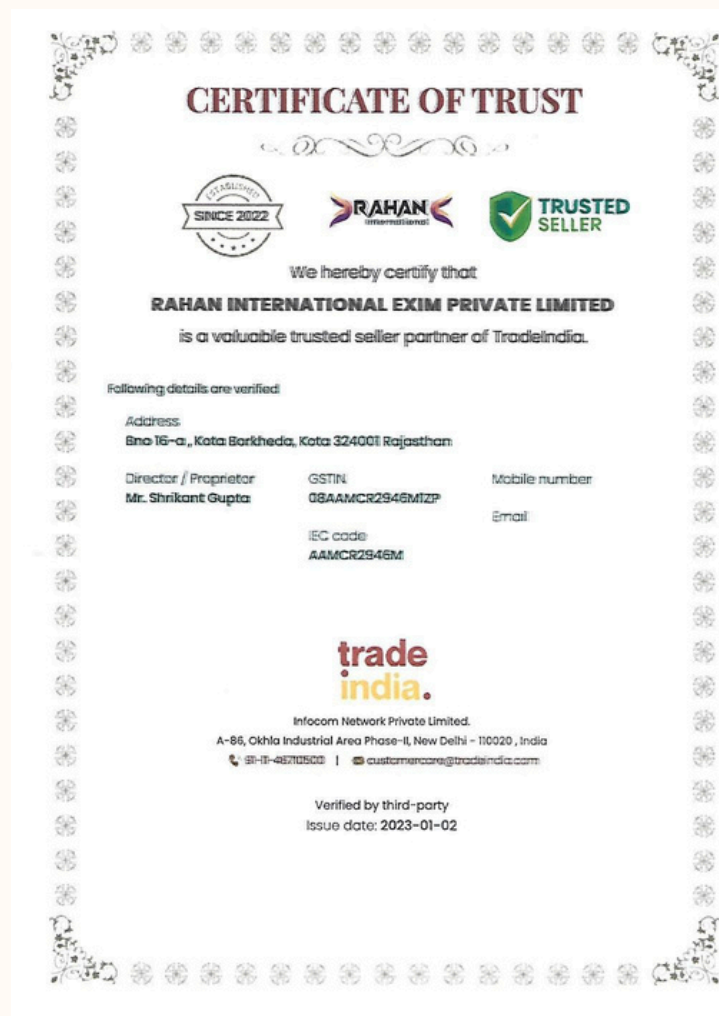 CERTIFICATE OF TRUST
ESTABLISHED
SINCE 2022
RAHAN
International
TRUSTED
SELLER
We hereby certify that
RAHAN INTERNATIONAL EXIM PRIVATE LIMITED
is a valuable trusted seller partner of TradeIndia.
Following details are verified
Address
Bno 16-a,, Kota Borkheda, Kota 324001 Rajasthan
Director / Proprietor
Mr. Shrikant Gupta
GSTIN
08AAMCR2946M1ZP
IEC code
AAMCR2946M
Mobile number
Email
trade
india.
Infocom Network Private Limited.
A-86, Okhla Industrial Area Phase-II, New Delhi - 110020 , India
91-11-46710500 | customercare@tradeindia.com
Verified by third-party
Issue date: 2023-01-02